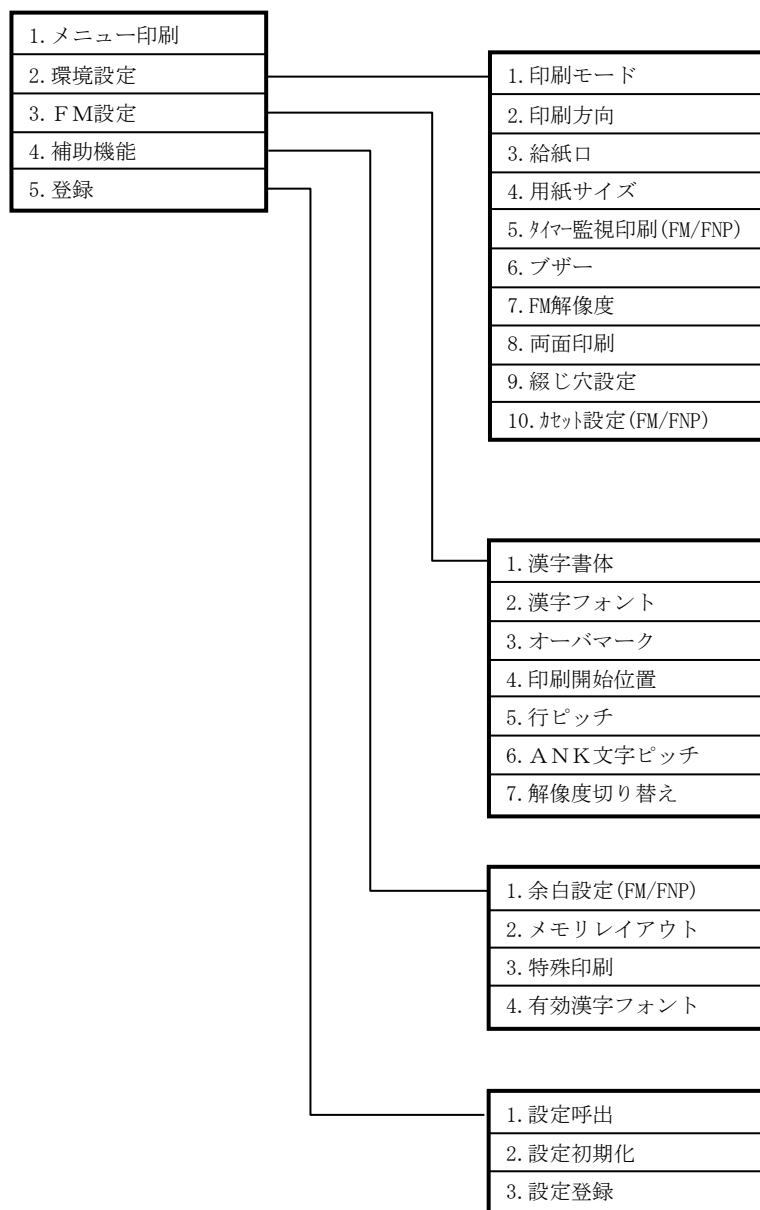 1.メニュー印刷
2.環境設定
3.ＦＭ設定
4.補助機能
5.登録
1.印刷モード
2.印刷方向
3.給紙口
4.用紙サイズ
5.ﾀｲﾏｰ監視印刷(FM/FNP)
6.ブザー
7.FM解像度
8.両面印刷
9.綴じ穴設定
10.ｶｾｯﾄ設定(FM/FNP)
1.漢字書体
2.漢字フォント
3.オーバマーク
4.印刷開始位置
5.行ピッチ
6.ＡＮＫ文字ピッチ
7.解像度切り替え
1.余白設定(FM/FNP)
2.メモリレイアウト
3.特殊印刷
4.有効漢字フォント
1.設定呼出
2.設定初期化
3.設定登録